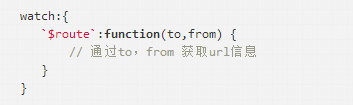 watch:{
`$route`:function(to,from) {
// 通过to，from 获取url信息
}
}